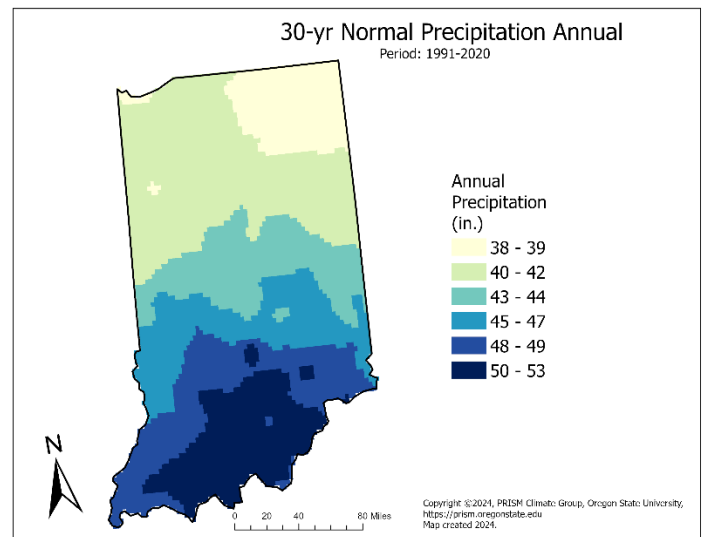 30-yr Normal Precipitation Annual
Period: 1991-2020
Annual
Precipitation
(in.)
38 - 39
40 - 42
43 - 44
45 - 47
48 - 49
50 - 53
N
0 20 40 80 Miles
Copyright ©2024, PRISM Climate Group, Oregon State University,
https://prism.oregonstate.edu
Map created 2024.